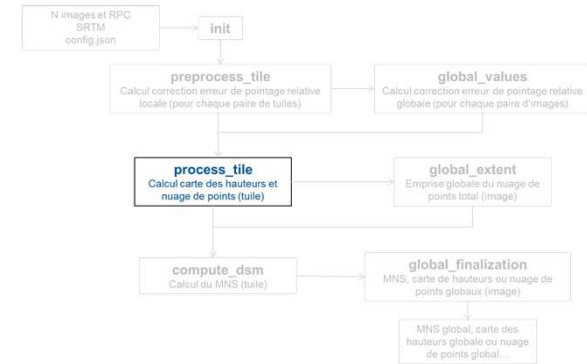 N images et RPC
SRTM
config.json
init
preprocess_tile
Calcul correction erreur de pointage relative
locale (pour chaque paire de tuiles)
global_values
Calcul correction erreur de pointage relative
globale (pour chaque paire d'images)
process_tile
Calcul carte des hauteurs et
nuage de points (tuile)
global_extent
Emprise globale du nuage de
points total (image)
compute_dsm
Calcul du MNS (tuile)
global_finalization
MNS, carte de hauteurs ou nuage de
points globaux (image)
MNS global, carte des
hauteurs globale ou nuage
de points global...